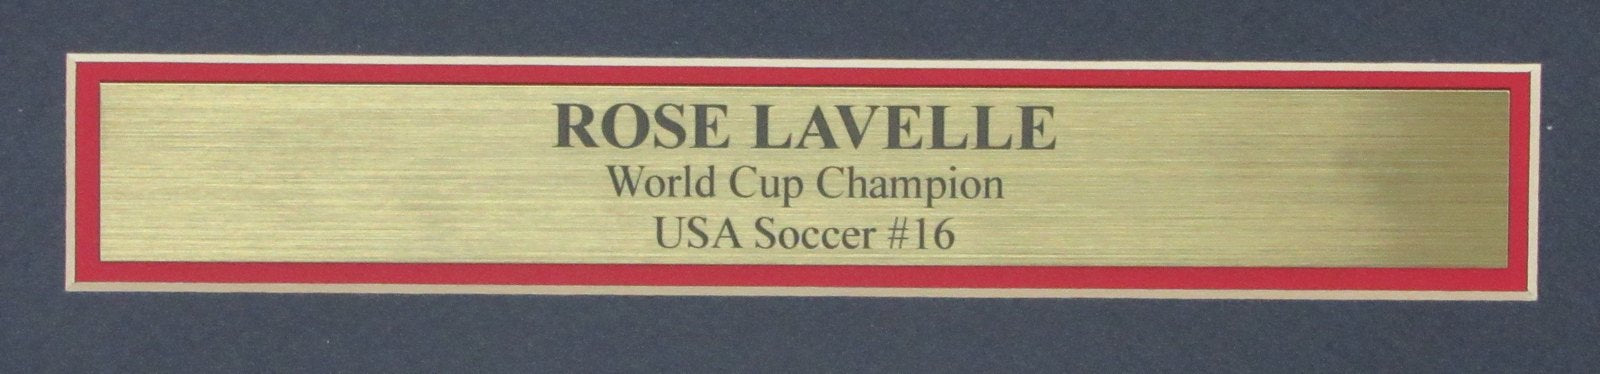 ROSE LAVELLE
World Cup Champion
USA Soccer #16